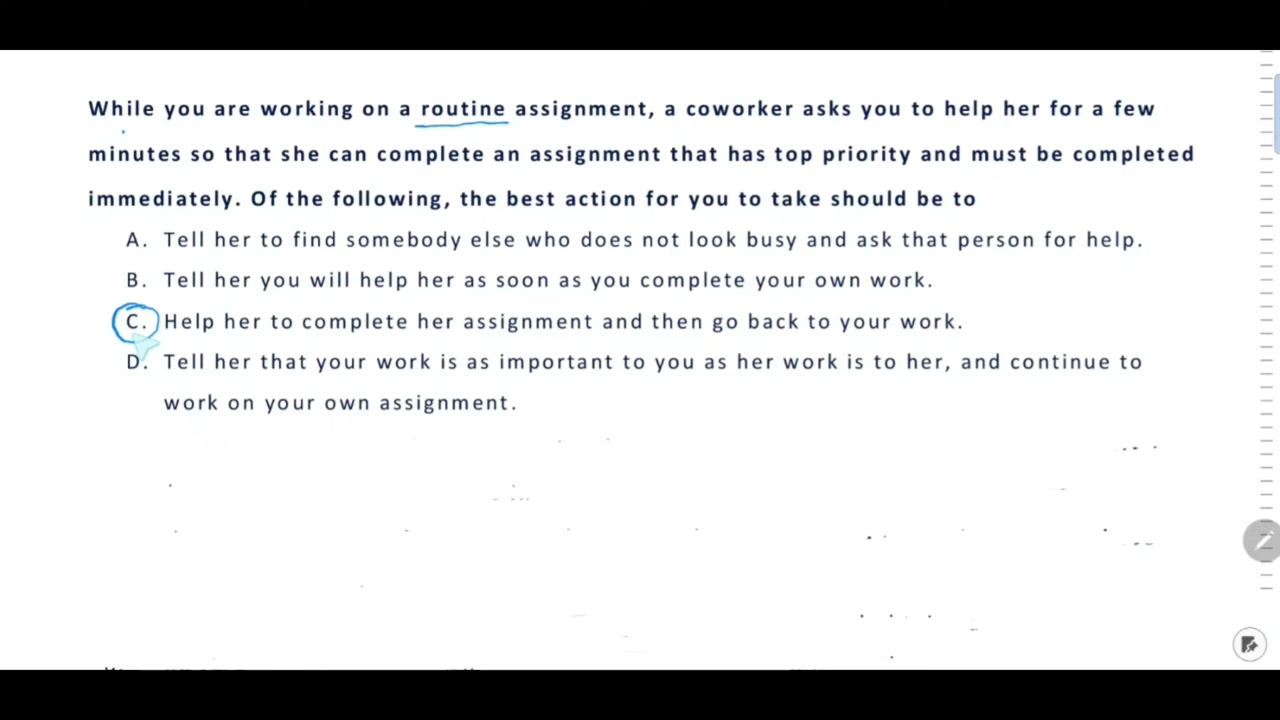 While you are working on a routine assignment, a coworker asks you to help her for a few
minutes so that she can complete an assignment that has top priority and must be completed
immediately. Of the following, the best action for you to take should be to
A. Tell her to find somebody else who does not look busy and ask that person for help.
B. Tell her you will help her as soon as you complete your own work.
C. Help her to complete her assignment and then go back to your work.
D. Tell her that your work is as important to you as her work is to her, and continue to
work on your own assignment.